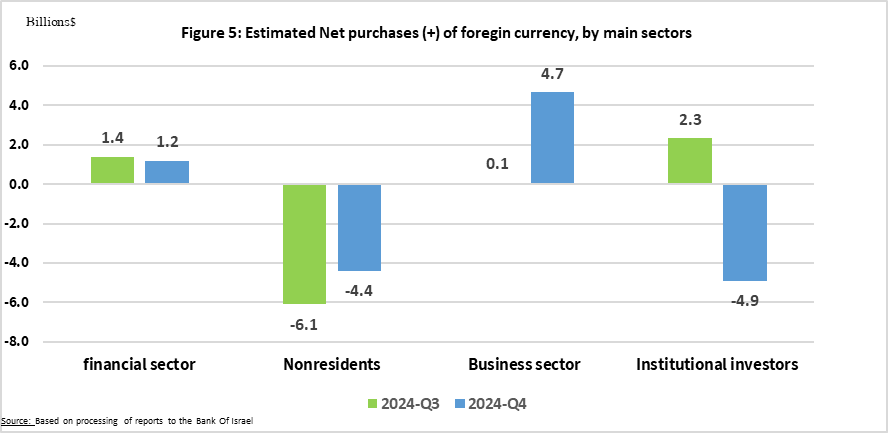 Billions$
Figure 5: Estimated Net purchases (+) of foregin currency, by main sectors
6.0
4.0
2.0
0.0
-2.0
-4.0
-6.0
-8.0
1.4
1.2
-6.1
-4.4
0.1
4.7
2.3
-4.9
financial sector
Nonresidents
Business sector
Institutional investors
2024-Q3
2024-Q4
Source: Based on processing of reports to the Bank Of Israel